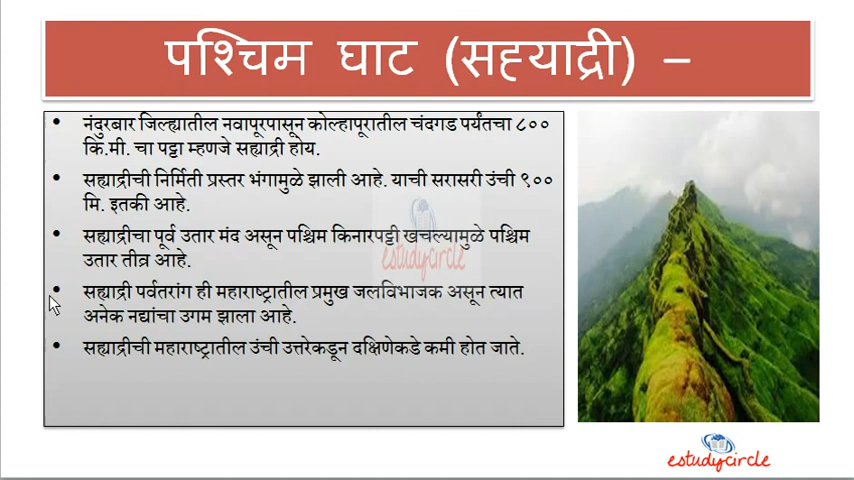 पश्चिम घाट (सह्याद्री) –
• नंदुरबार जिल्ह्यातील नवापूरपासून कोल्हापूरातील चंदगड पर्यंतचा ८००
कि.मी. चा पट्टा म्हणजे सह्याद्री होय.
• सह्याद्रीची निर्मिती प्रस्तर भंगामुळे झाली आहे. याची सरासरी उंची ९००
मि. इतकी आहे.
• सह्याद्रीचा पूर्व उतार मंद असून पश्चिम किनारपट्टी खचल्यामुळे पश्चिम
उतार तीव्र आहे.
• सह्याद्री पर्वतरांग ही महाराष्ट्रातील प्रमुख जलविभाजक असून त्यात
अनेक नद्यांचा उगम झाला आहे.
• सह्याद्रीची महाराष्ट्रातील उंची उत्तरेकडून दक्षिणेकडे कमी होत जाते.
estudycircle
estudycircle